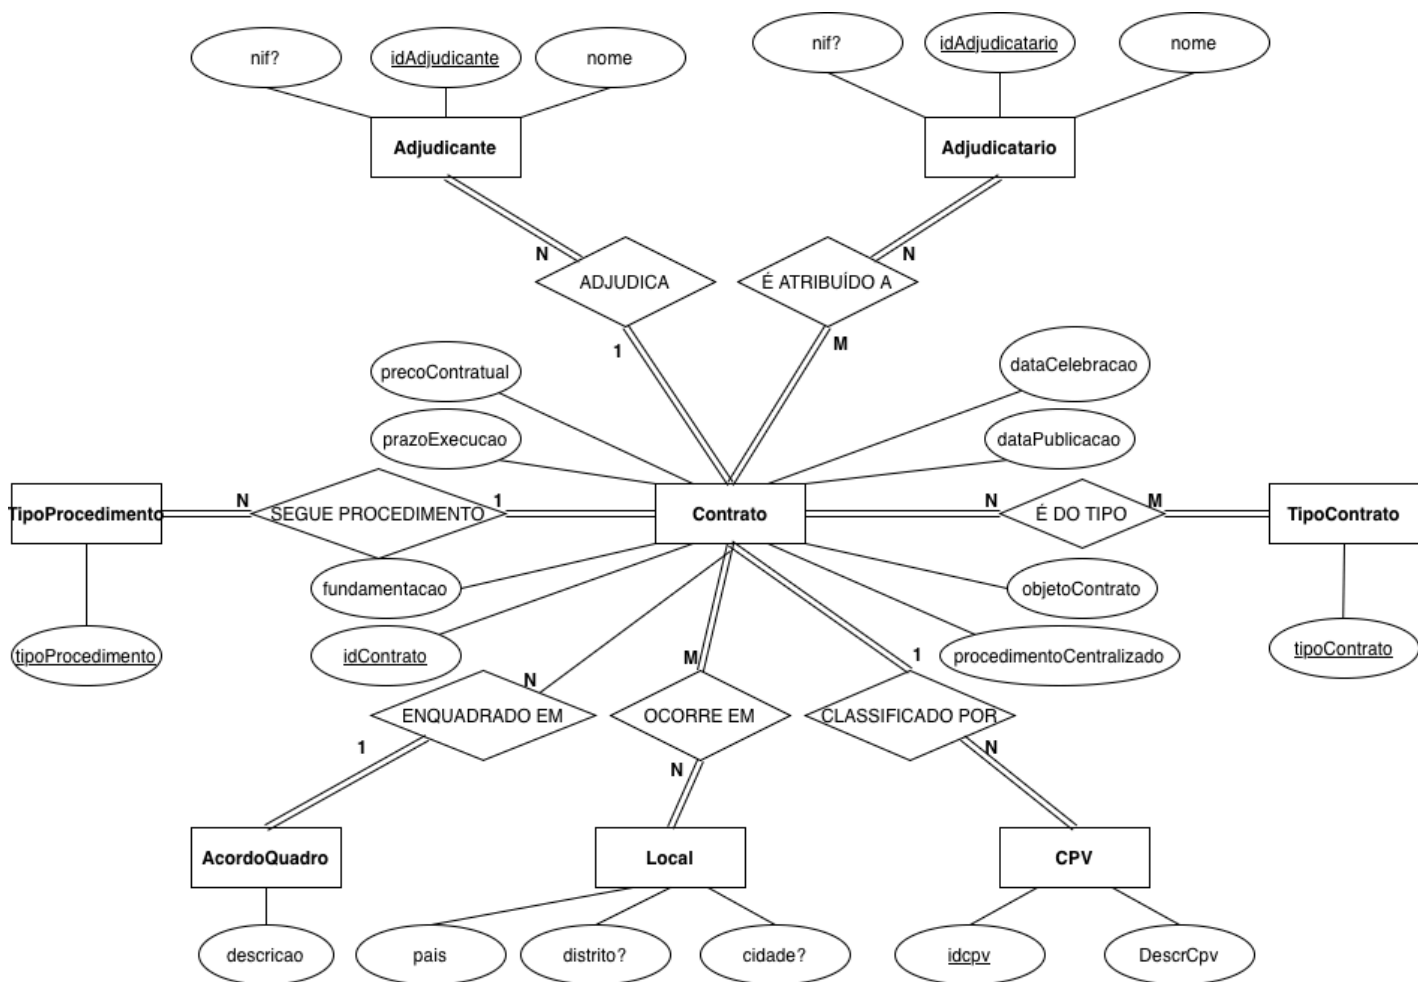 nif?
idAdjudicante
nome
nif?
idAdjudicatario
nome
Adjudicante
Adjudicatario
N
N
ADJUDICA
É ATRIBUÍDO A
1
M
precoContratual
dataCelebracao
prazoExecucao
dataPublicacao
TipoProcedimento
N
SEGUE PROCEDIMENTO
1
Contrato
N
É DO TIPO
M
TipoContrato
fundamentacao
objetoContrato
tipoProcedimento
idContrato
procedimentoCentralizado
tipoContrato
N
M
1
ENQUADRADO EM
OCORRE EM
CLASSIFICADO POR
1
N
N
AcordoQuadro
Local
CPV
descricao
pais
distrito?
cidade?
idcpv
DescrCpv